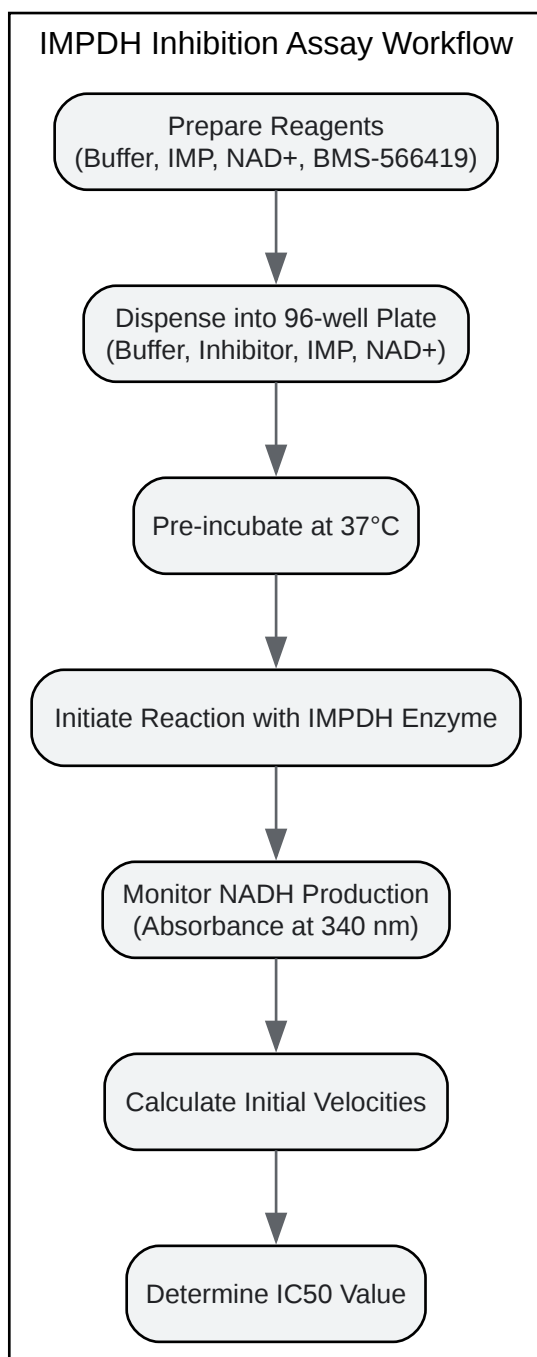 IMPDH Inhibition Assay Workflow
Prepare Reagents
(Buffer, IMP, NAD+, BMS-566419)
Dispense into 96-well Plate
(Buffer, Inhibitor, IMP, NAD+)
Pre-incubate at 37°C
Initiate Reaction with IMPDH Enzyme
Monitor NADH Production
(Absorbance at 340 nm)
Calculate Initial Velocities
Determine IC50 Value